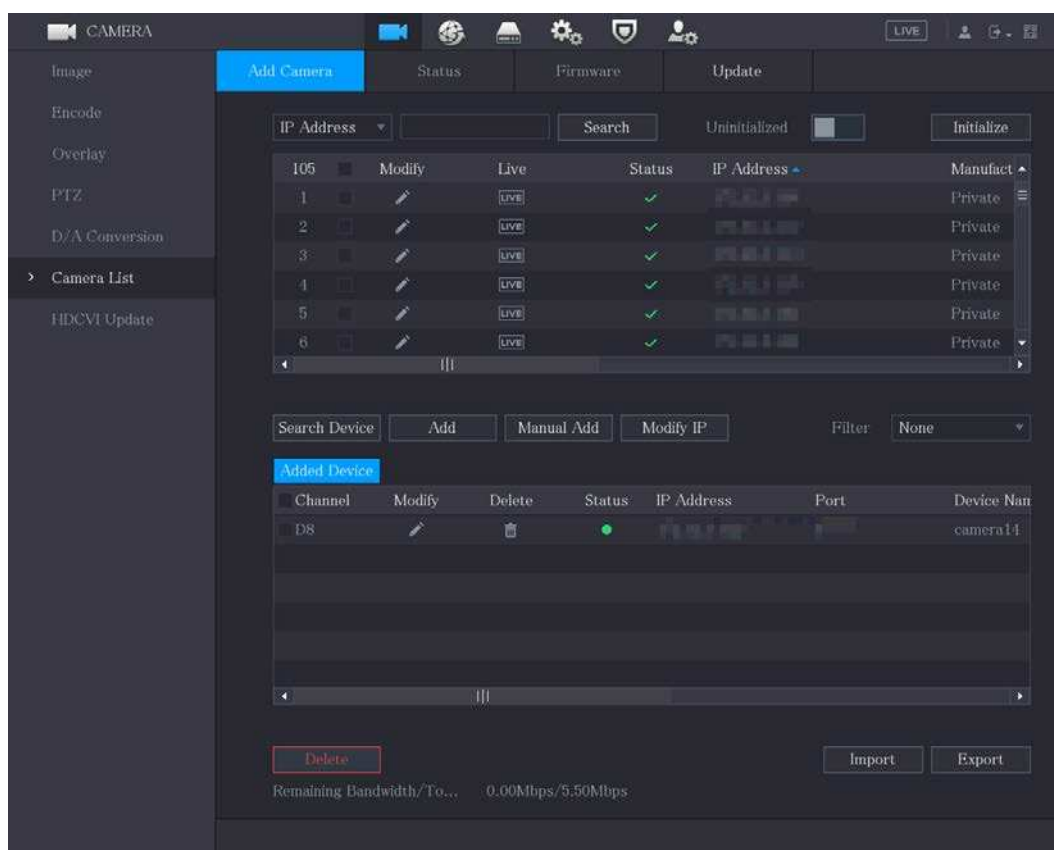 CAMERA LIVE
Image Add Camera Status Firmware Update
Encode
IP Address Search Uninitialized Initialize
Overlay
105 Modify Live Status IP Address Manufact
PTZ
1 LIVE Private
2 LIVE Private
D/A Conversion
3 LIVE Private
Camera List
4 LIVE Private
5 LIVE Private
HDCVI Update
6 LIVE Private
Search Device Add Manual Add Modify IP Filter None
Added Device
Channel Modify Delete Status IP Address Port Device Nam
D8 camera14
Delete Import Export
Remaining Bandwidth/To... 0.00Mbps/5.50Mbps